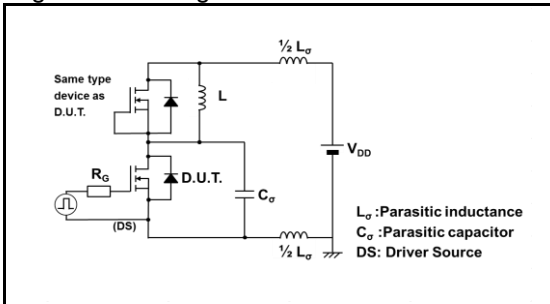 ½ Lσ
Same type
device as
D.U.T.
L
VDD
RG
D.U.T.
Cσ
(DS)
½ Lσ
Lσ :Parasitic inductance
Cσ :Parasitic capacitor
DS: Driver Source